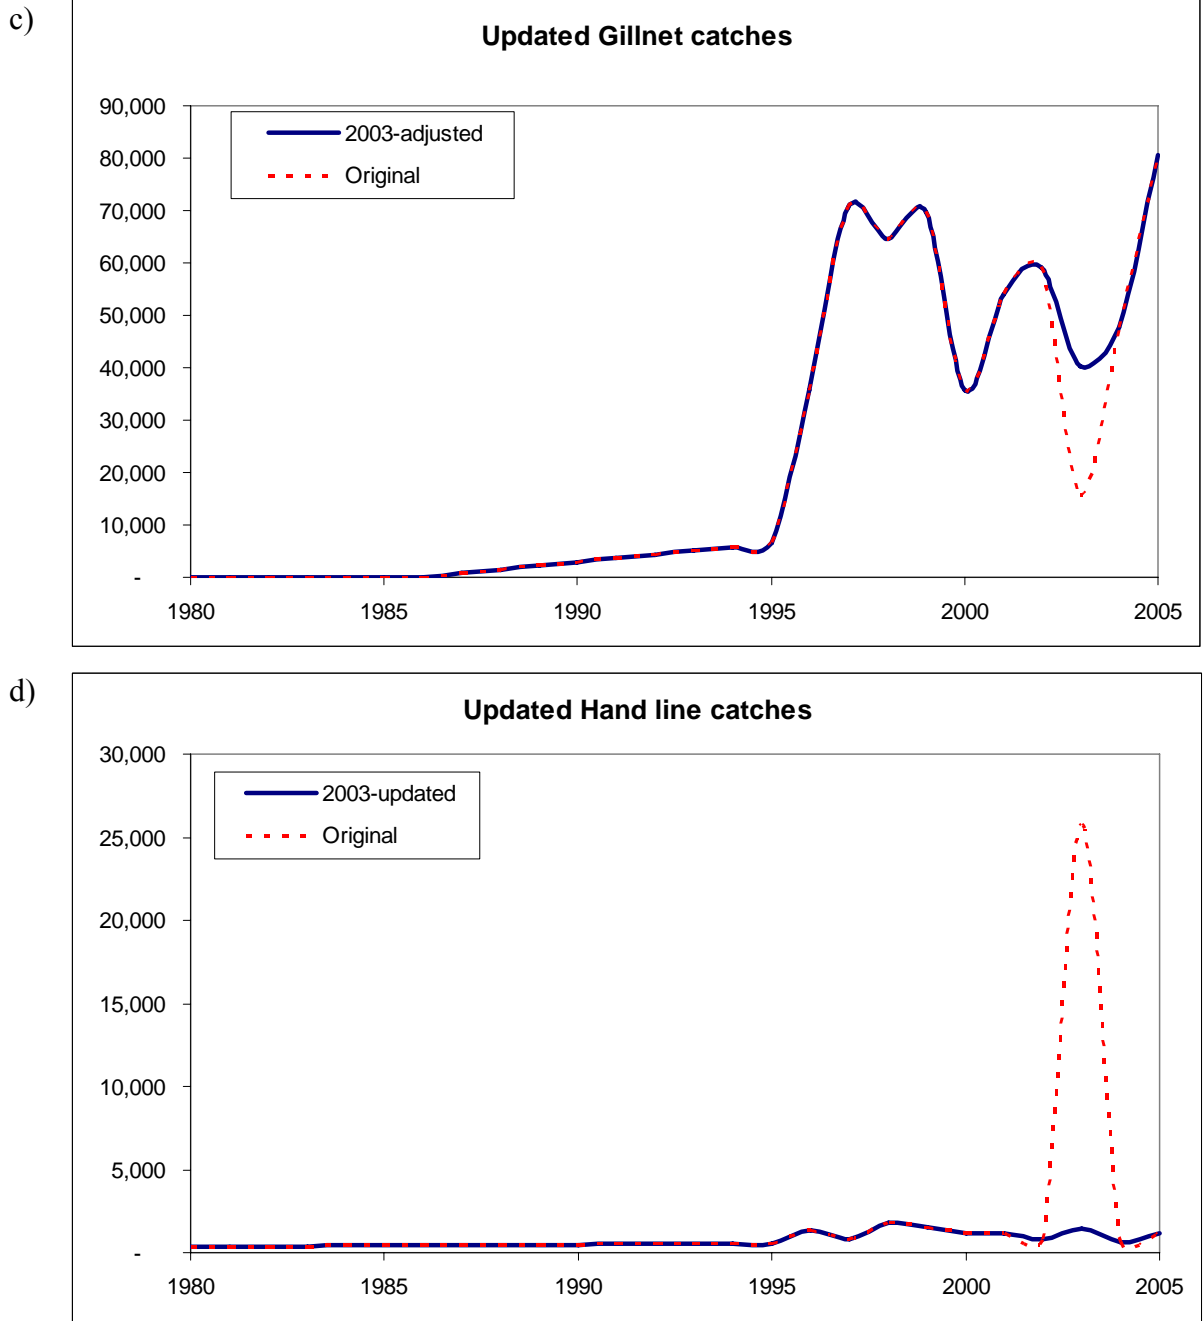 c)
Updated Gillnet catches
90,000
80,000
70,000
60,000
50,000
40,000
30,000
20,000
10,000
-
2003-adjusted
Original
1980 1985 1990 1995 2000 2005
d)
Updated Hand line catches
30,000
25,000
20,000
15,000
10,000
5,000
-
2003-updated
Original
1980 1985 1990 1995 2000 2005